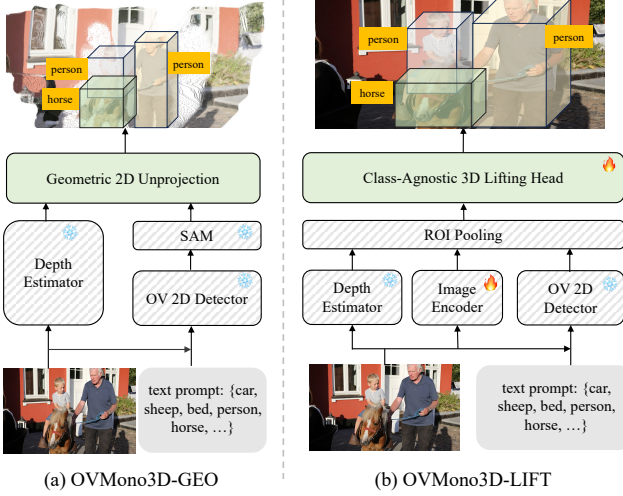 person
person
horse
Geometric 2D Unprojection
SAM
Depth
Estimator
OV 2D Detector
text prompt: {car,
sheep, bed, person,
horse, …}
(a) OVMono3D-GEO
person
person
horse
Class-Agnostic 3D Lifting Head
ROI Pooling
Depth
Estimator
Image
Encoder
OV 2D
Detector
text prompt: {car,
sheep, bed, person,
horse, …}
(b) OVMono3D-LIFT